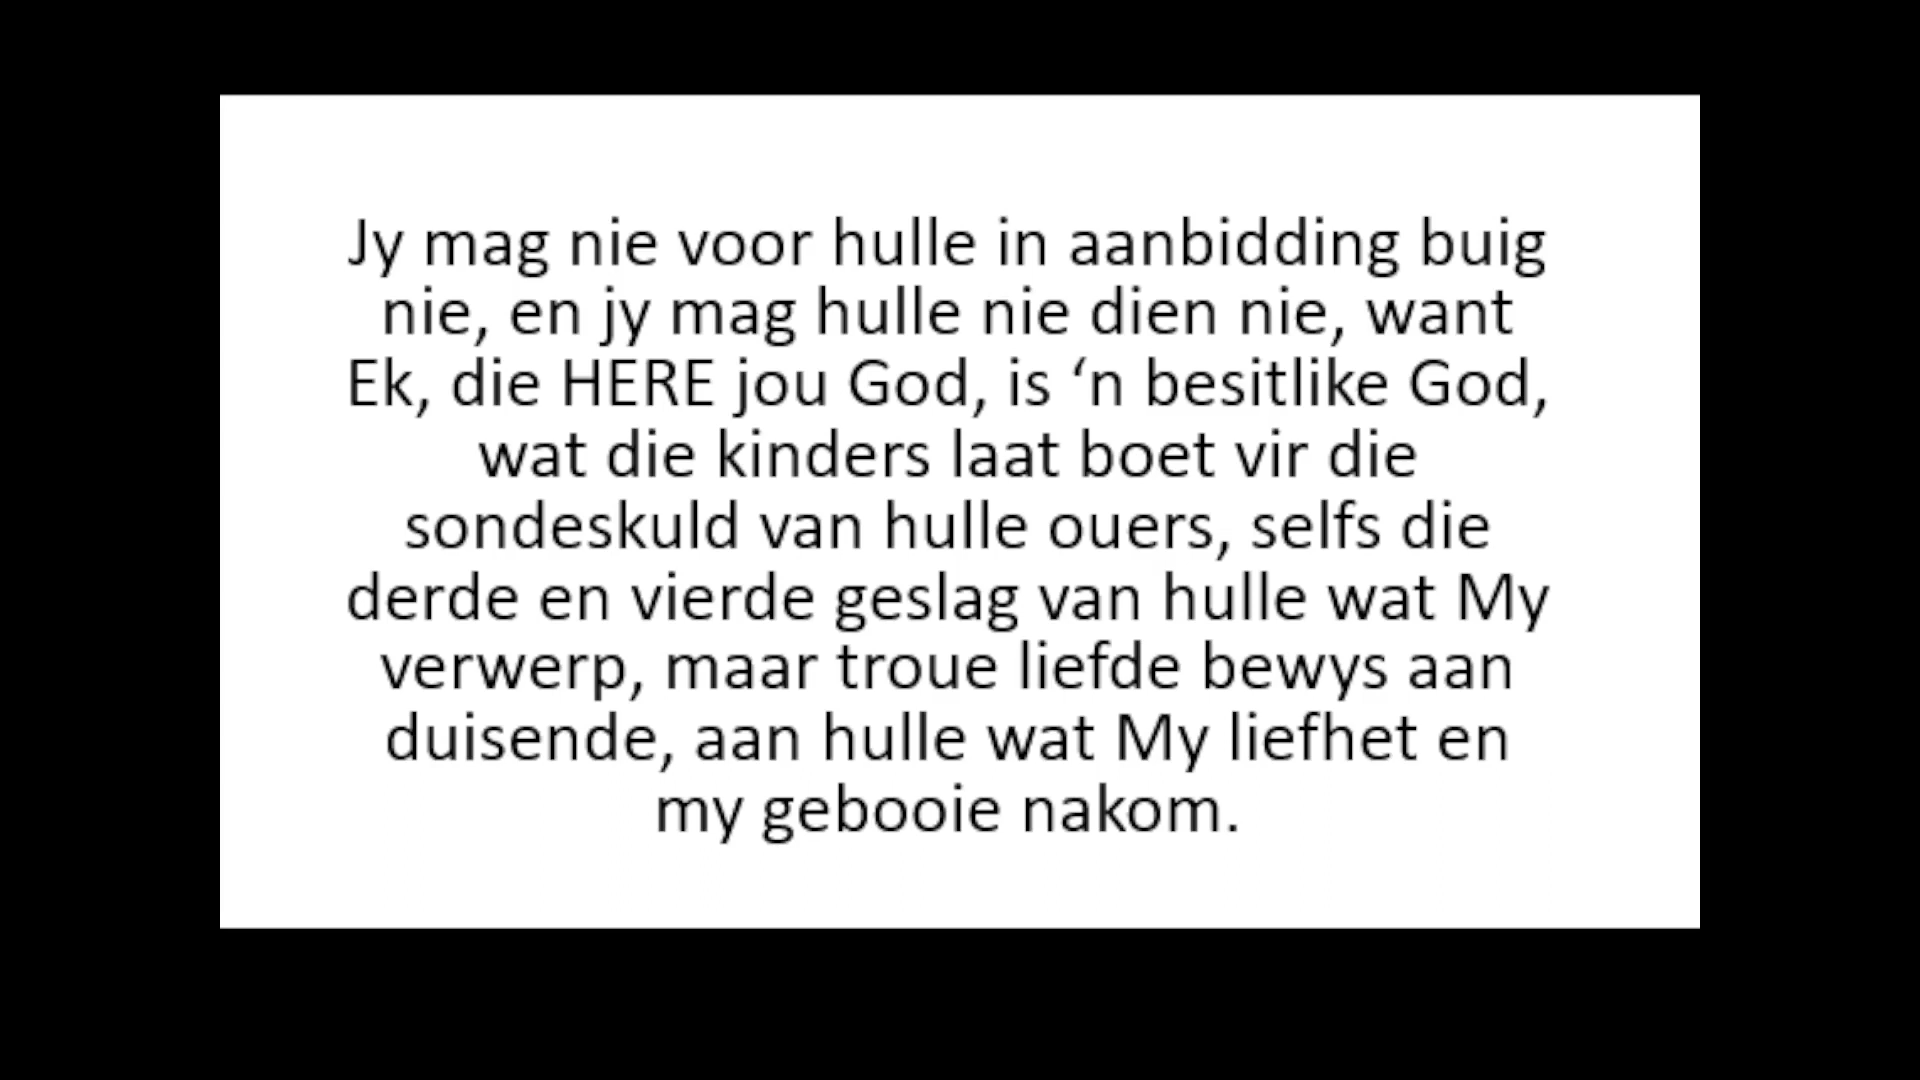 Jy mag nie voor hulle in aanbidding buig
nie, en jy mag hulle nie dien nie, want
Ek, die HERE jou God, is ‘n besitlike God,
wat die kinders laat boet vir die
sondeskuld van hulle ouers, selfs die
derde en vierde geslag van hulle wat My
verwerp, maar troue liefde bewys aan
duisende, aan hulle wat My liefhet en
my gebooie nakom.